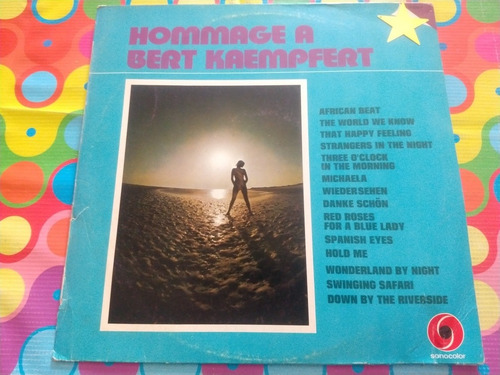 HOMMAGE A
BERT KAEMPFERT
AFRICAN BEAT
THE WORLD WE KNOW
THAT HAPPY FEELING
STRANGERS IN THE NIGHT
THREE O'CLOCK
IN THE MORNING
MICHAELA
WIEDERSEHEN
DANKE SCHÖN
RED ROSES
FOR A BLUE LADY
SPANISH EYES
HOLD ME
WONDERLAND BY NIGHT
SWINGING SAFARI
DOWN BY THE RIVERSIDE
sonocolor